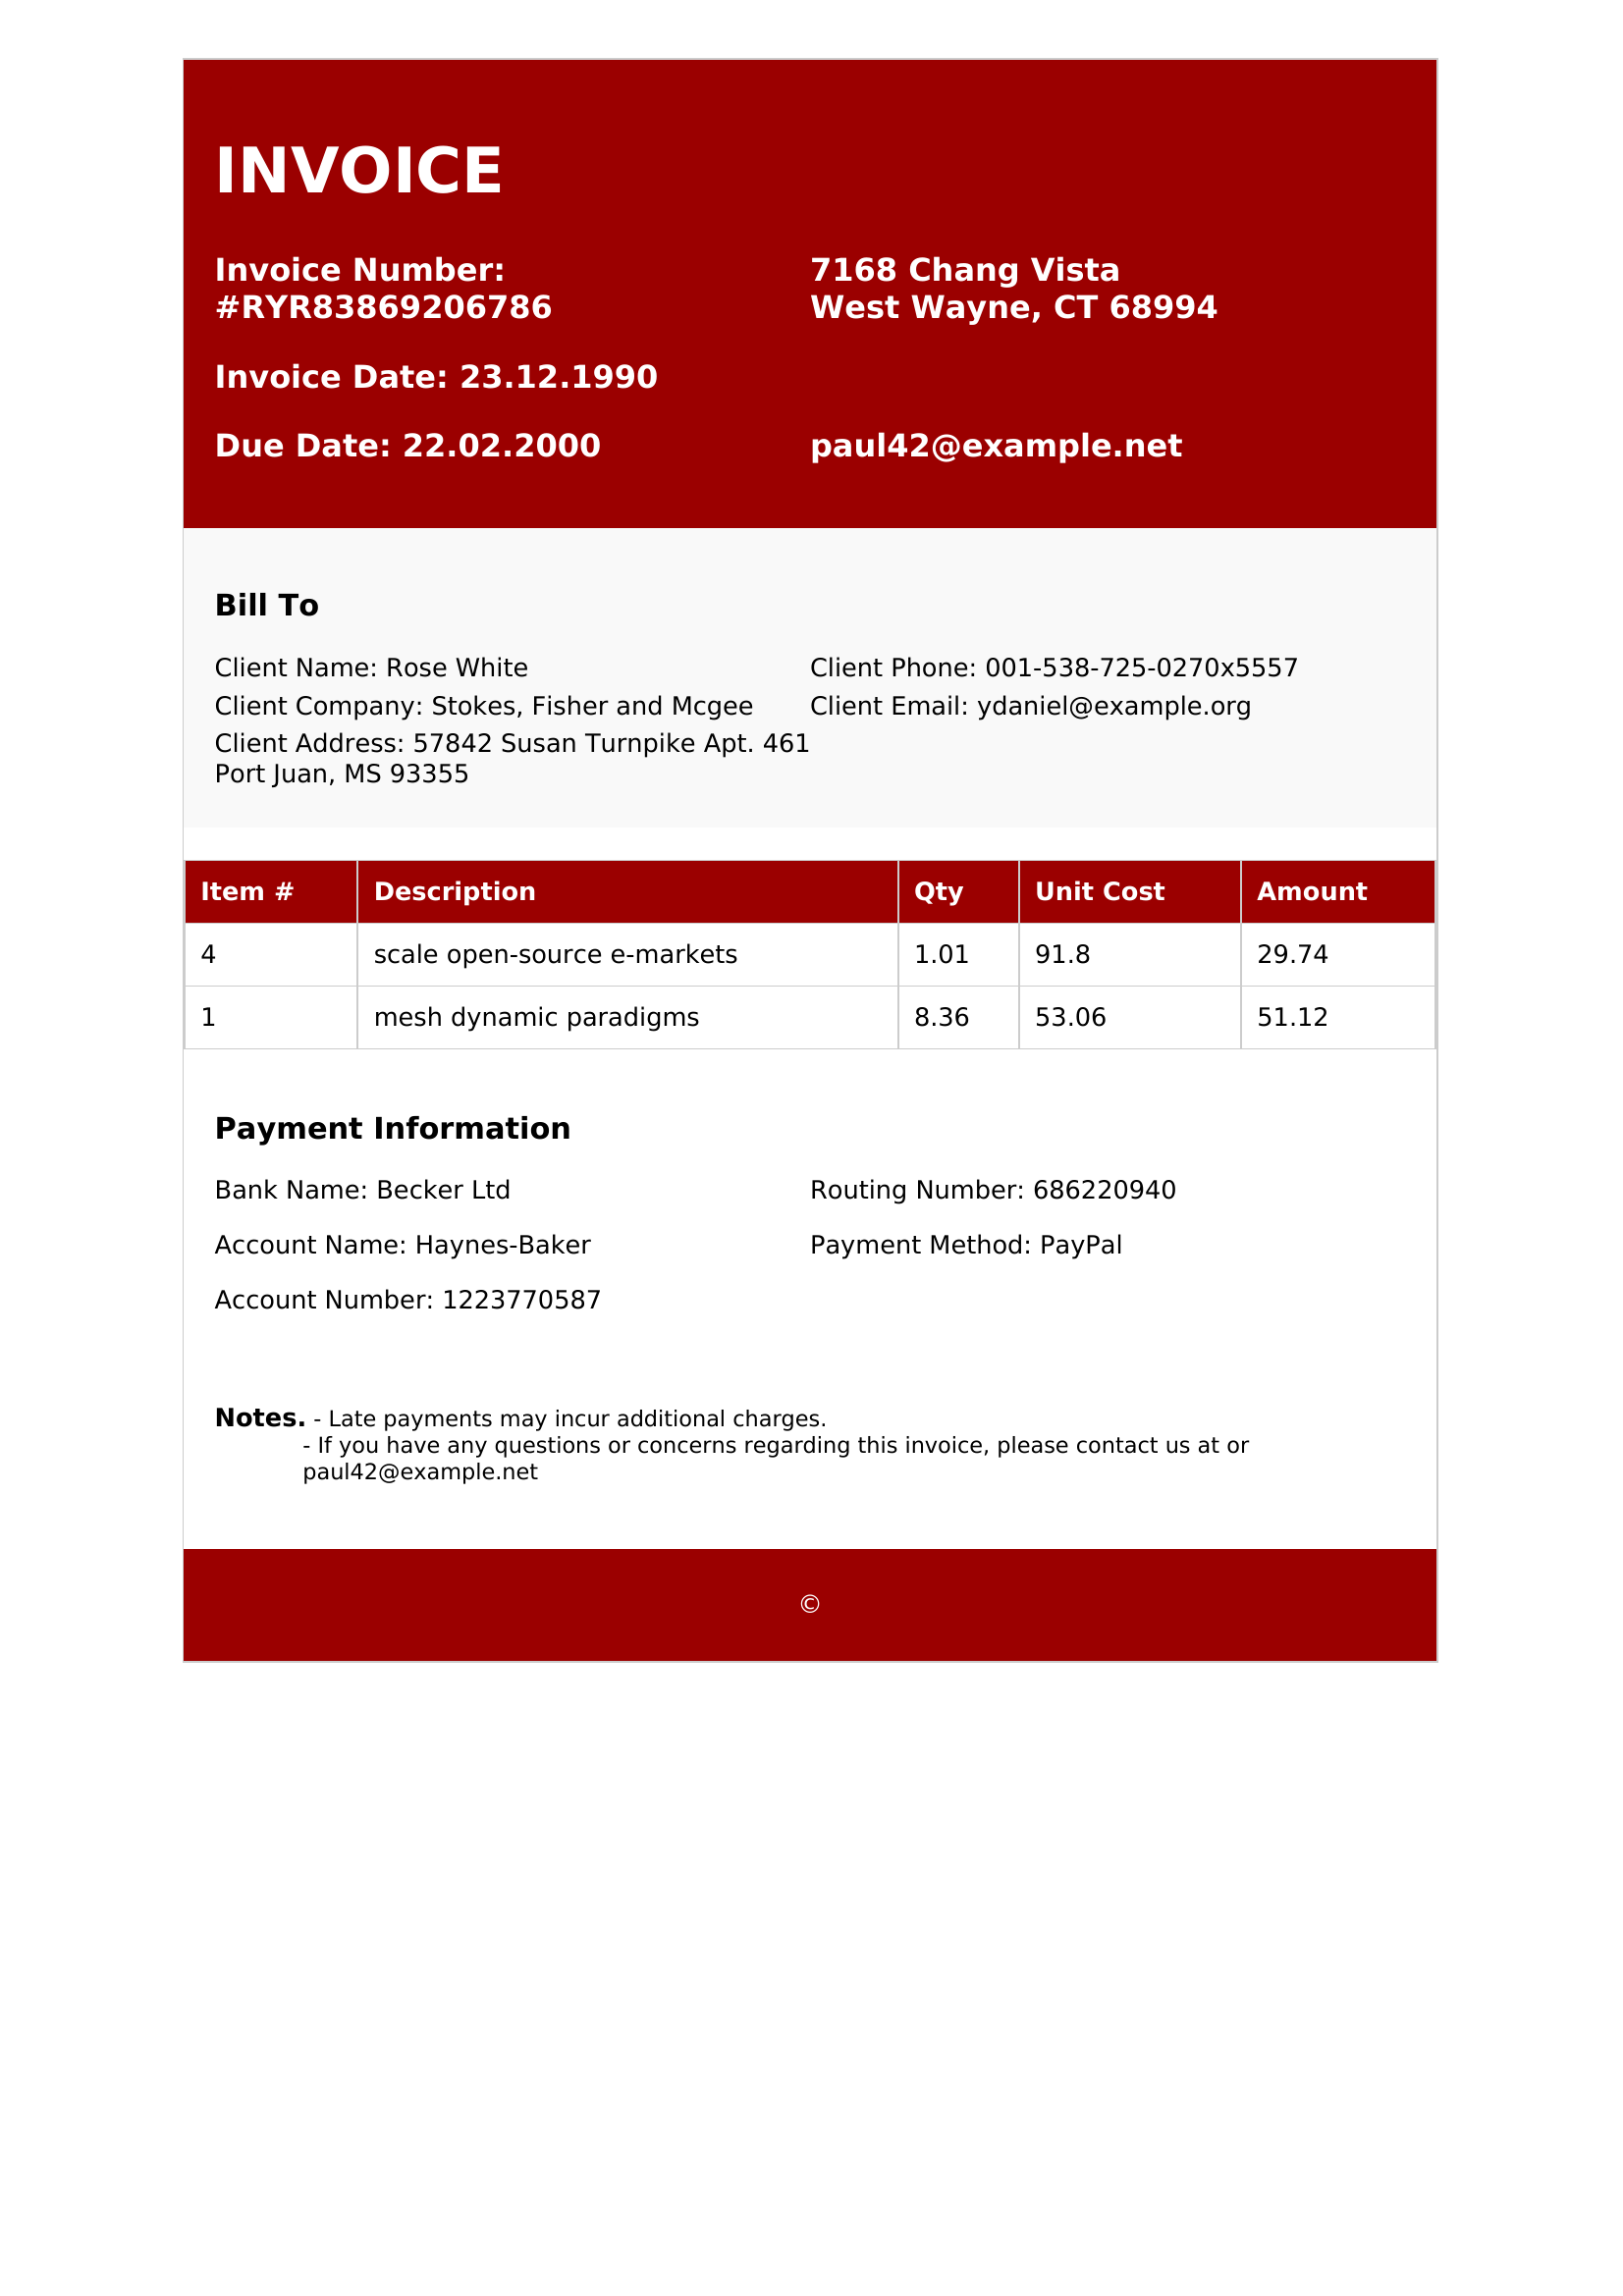 INVOICE
Invoice Number:
#RYR83869206786
7168 Chang Vista
West Wayne, CT 68994
Invoice Date: 23.12.1990
Due Date: 22.02.2000
paul42@example.net
Bill To
Client Name: Rose White
Client Phone: 001-538-725-0270x5557
Client Company: Stokes, Fisher and Mcgee
Client Email: ydaniel@example.org
Client Address: 57842 Susan Turnpike Apt. 461
Port Juan, MS 93355
Item # Description Qty Unit Cost Amount
4 scale open-source e-markets 1.01 91.8 29.74
1 mesh dynamic paradigms 8.36 53.06 51.12
Payment Information
Bank Name: Becker Ltd
Routing Number: 686220940
Account Name: Haynes-Baker
Payment Method: PayPal
Account Number: 1223770587
Notes. - Late payments may incur additional charges.
- If you have any questions or concerns regarding this invoice, please contact us at or
paul42@example.net
©